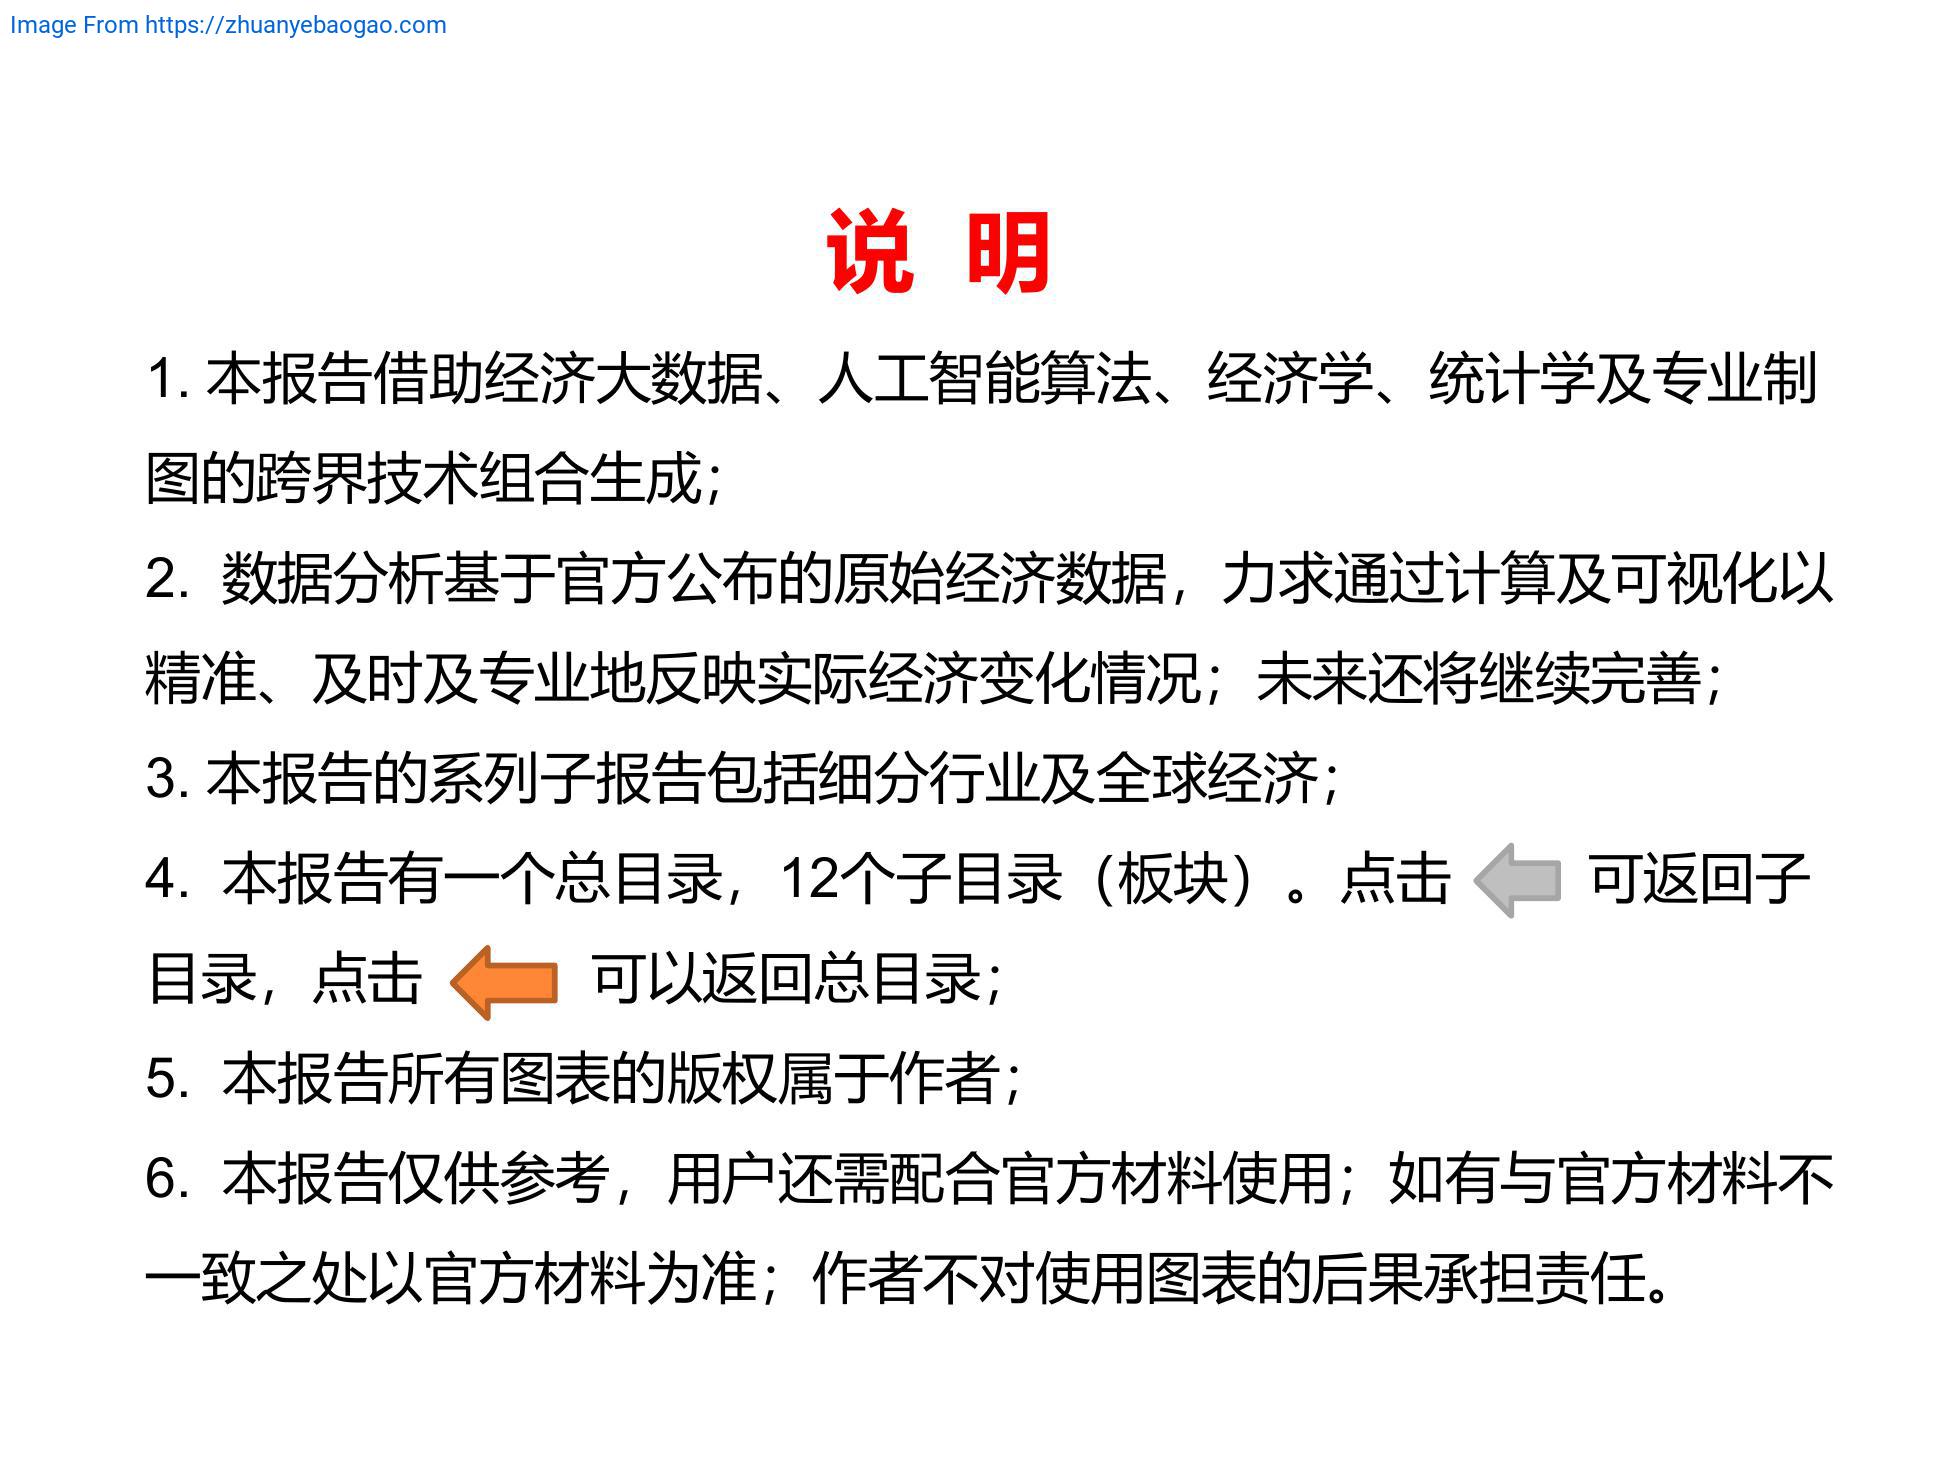 Image From https://zhuanyebaogao.com
说 明
1. 本报告借助经济大数据、人工智能算法、经济学、统计学及专业制
图的跨界技术组合生成；
2. 数据分析基于官方公布的原始经济数据，力求通过计算及可视化以
精准、及时及专业地反映实际经济变化情况；未来还将继续完善；
3. 本报告的系列子报告包括细分行业及全球经济；
4. 本报告有一个总目录，12个子目录（板块）。点击 可返回子
目录，点击 可以返回总目录；
5. 本报告所有图表的版权属于作者；
6. 本报告仅供参考，用户还需配合官方材料使用；如有与官方材料不
一致之处以官方材料为准；作者不对使用图表的后果承担责任。